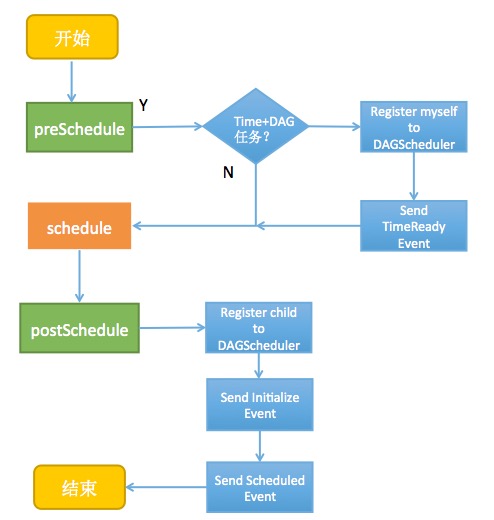 开始
preSchedule
Y
Time+DAG
任务?
Register myself
to
DAGScheduler
N
Send
TimeReady
Event
schedule
postSchedule
Register child
to
DAGScheduler
Send Initialize
Event
Send Scheduled
Event
结束